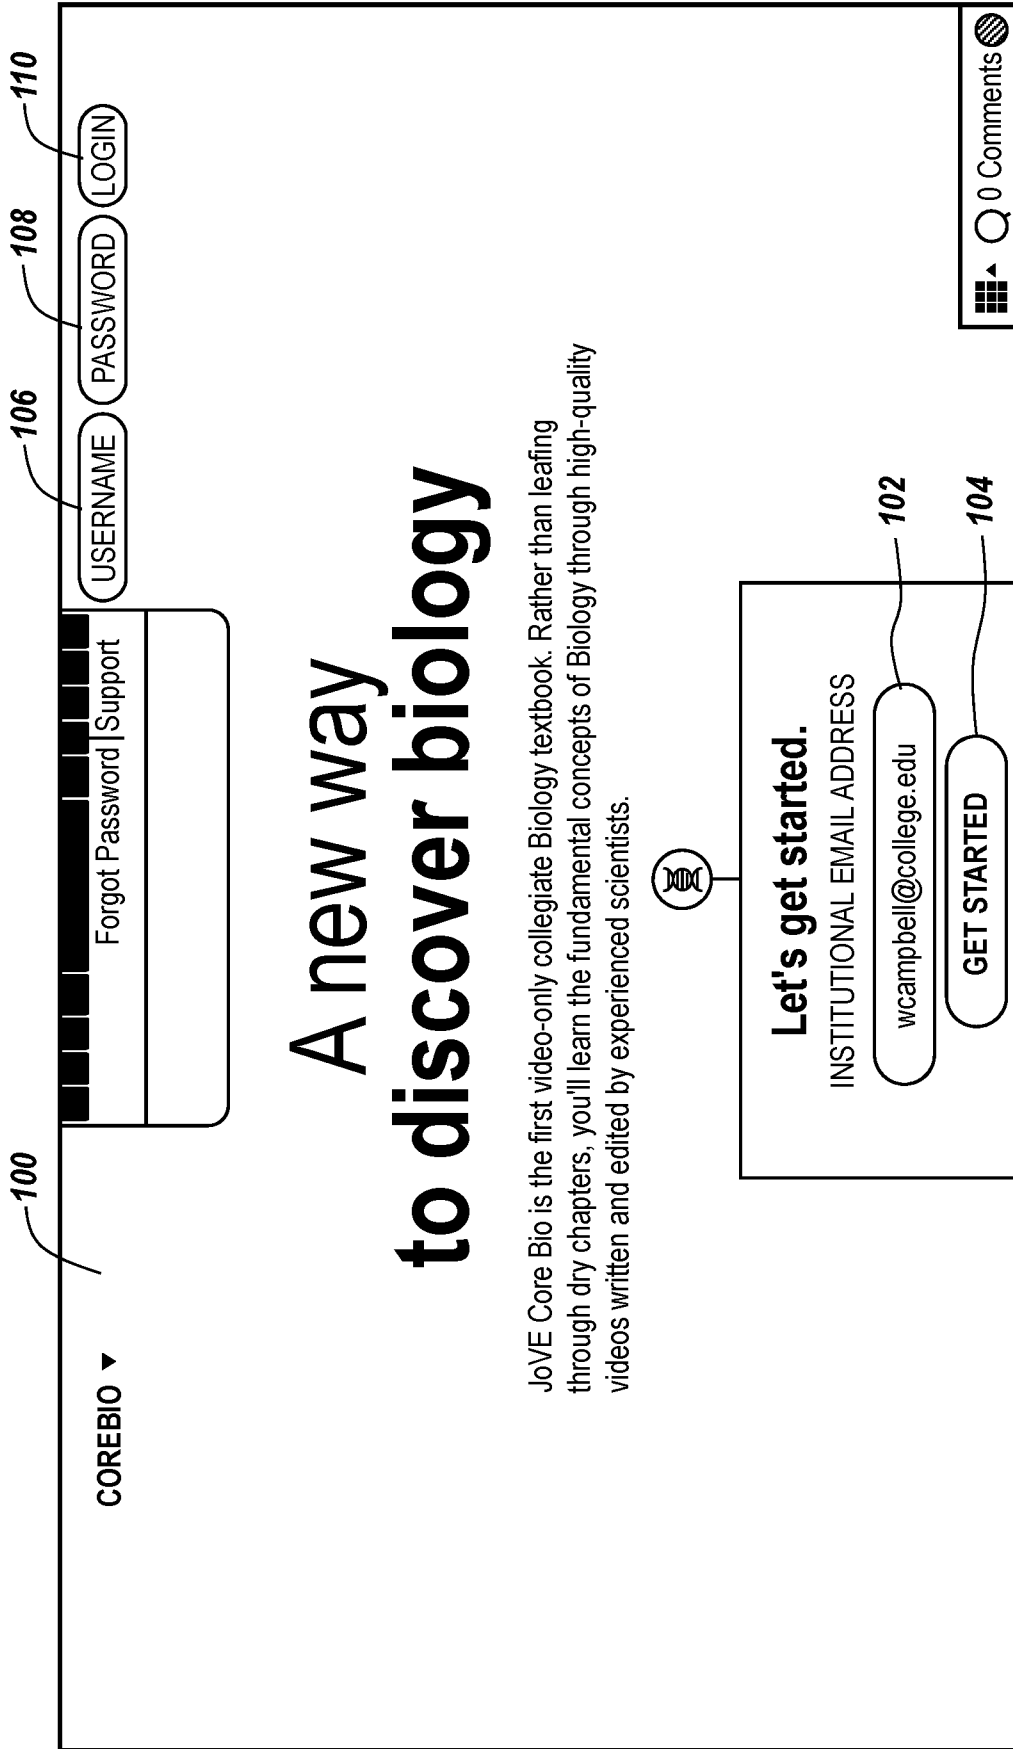 100
106
108
110
COREBIO ▼
Forgot Password | Support
USERNAME
PASSWORD
LOGIN
A new way
to discover biology
JoVE Core Bio is the first video-only collegiate Biology textbook. Rather than leafing
through dry chapters, you'll learn the fundamental concepts of Biology through high-quality
videos written and edited by experienced scientists.
Let's get started.
INSTITUTIONAL EMAIL ADDRESS
wcampbell@college.edu
102
GET STARTED
104
0 Comments